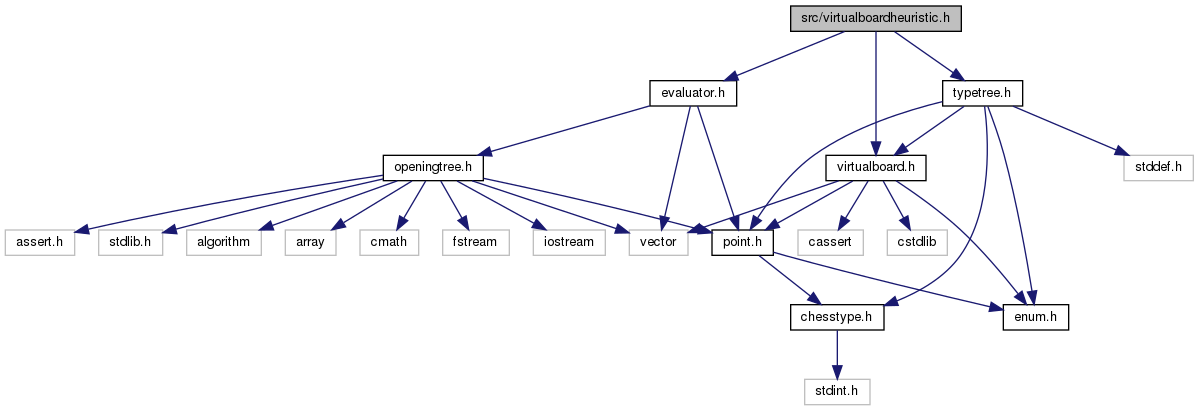 src/virtualboardheuristic.h
evaluator.h
typetree.h
openingtree.h
virtualboard.h
stddef.h
assert.h
stdlib.h
algorithm
array
cmath
fstream
iostream
vector
point.h
cassert
cstdlib
chesstype.h
enum.h
stdint.h